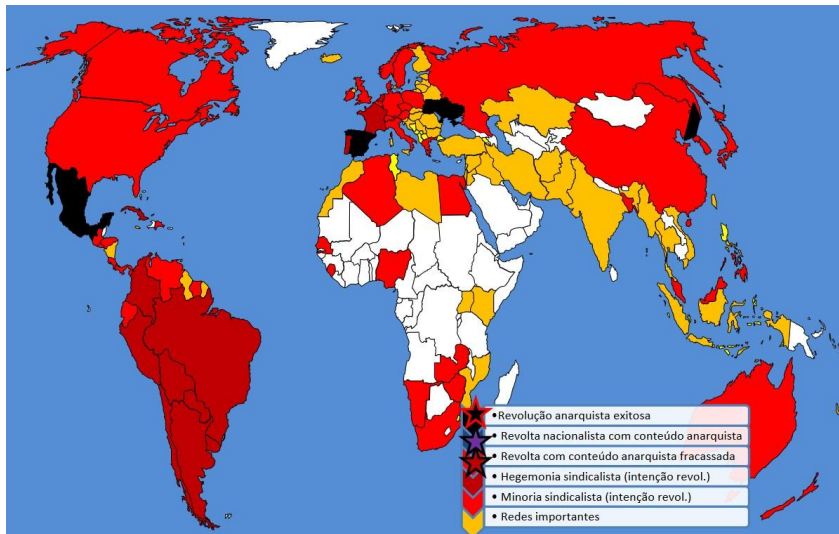 •Revolução anarquista exitosa
• Revolta nacionalista com conteúdo anarquista
• Revolta com conteúdo anarquista fracassada
• Hegemonia sindicalista (intenção revol.)
• Minoria sindicalista (intenção revol.)
• Redes importantes